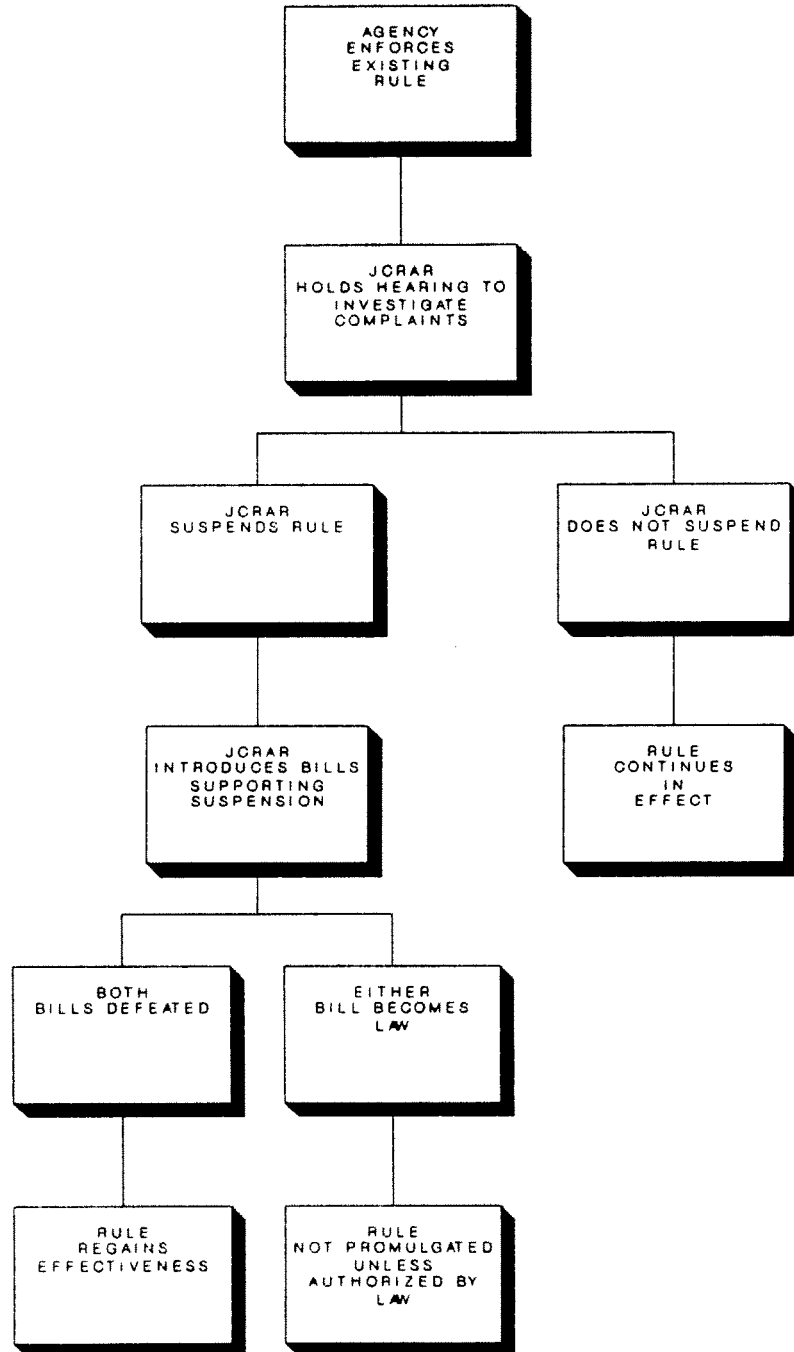 AGENCY
ENFORCES
EXISTING
RULE
JCRAR
HOLDS HEARING TO
INVESTIGATE
COMPLAINTS
JCRAR
SUSPENDS RULE
JCRAR
DOES NOT SUSPEND
RULE
JCRAR
INTRODUCES BILLS
SUPPORTING
SUSPENSION
RULE
CONTINUES
IN
EFFECT
BOTH
BILLS DEFEATED
EITHER
BILL BECOMES
LAW
RULE
REGAINS
EFFECTIVENESS
RULE
NOT PROMULGATED
UNLESS
AUTHORIZED BY
LAW